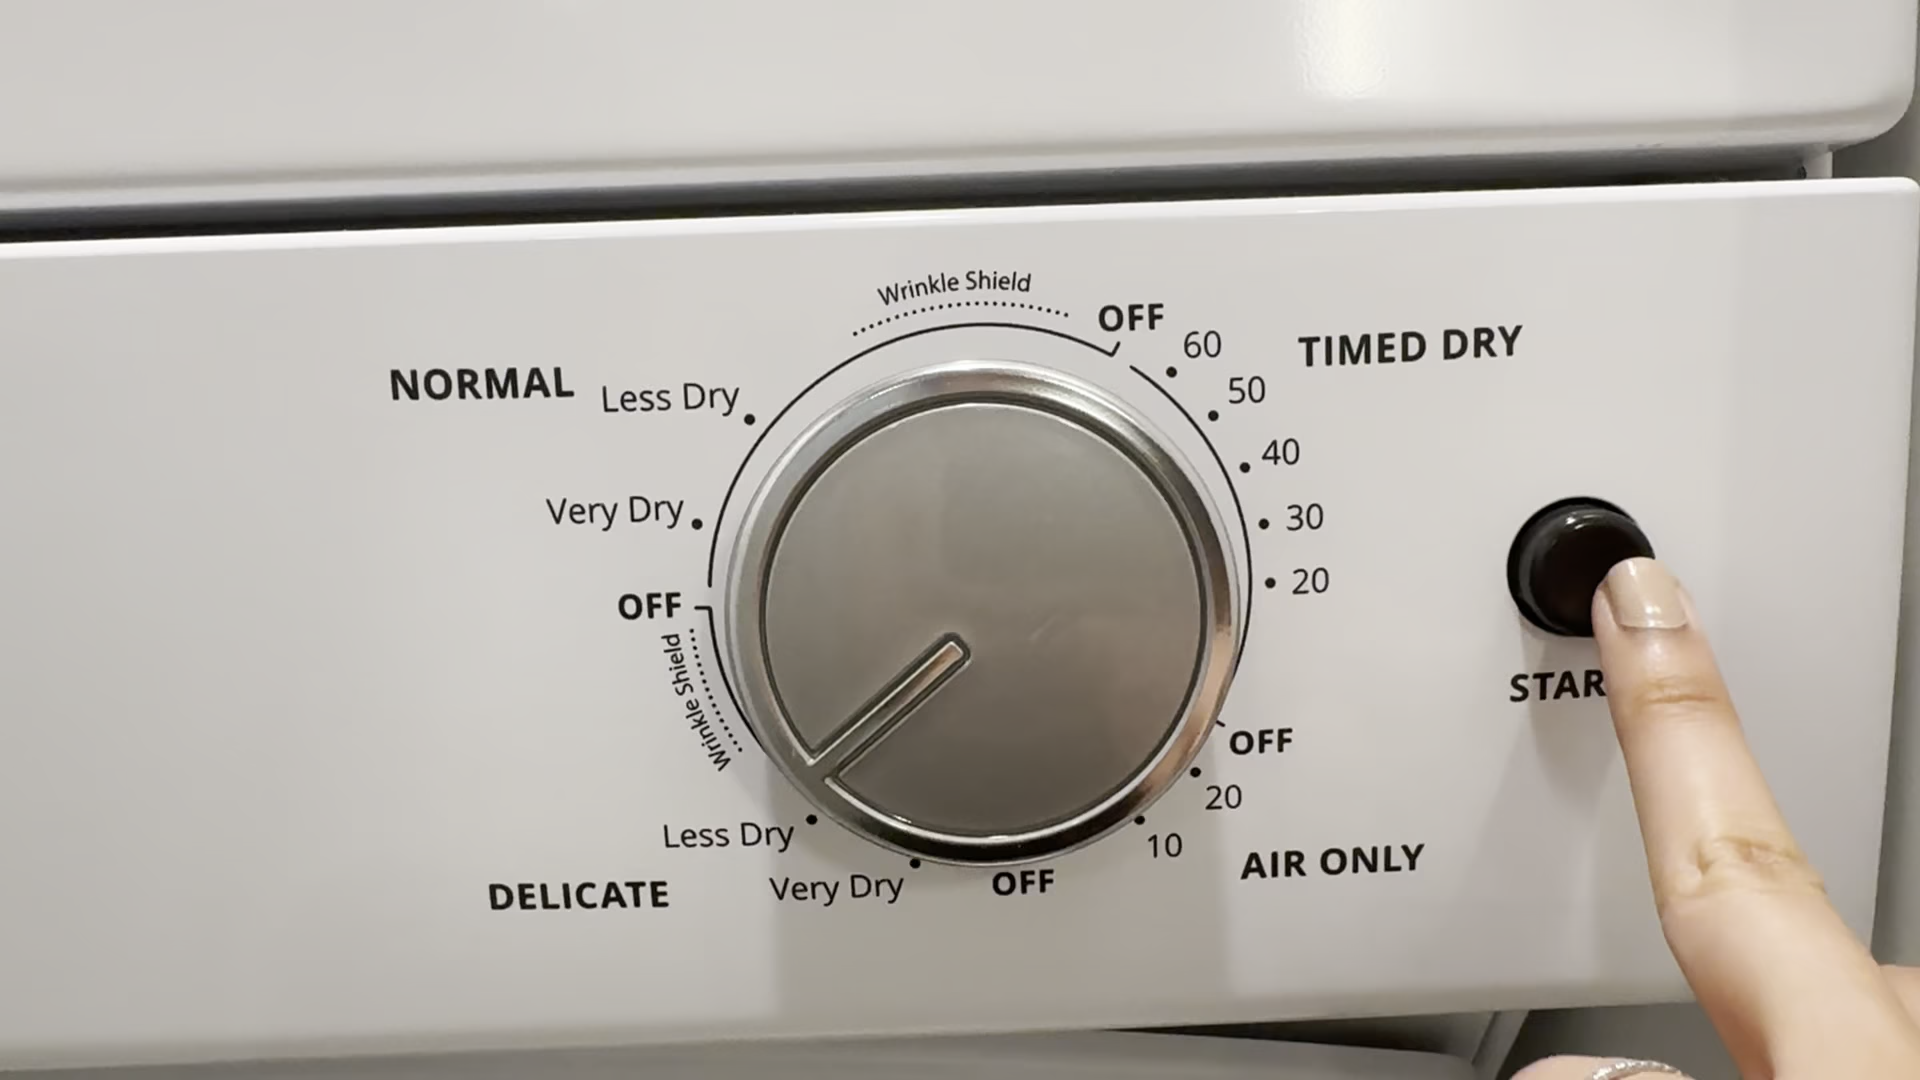 Wrinkle Shield
OFF
60
TIMED DRY
NORMAL
Less Dry
50
40
Very Dry
30
20
OFF
Wrinkle Shield
STAR
OFF
20
Less Dry
10
AIR ONLY
DELICATE
Very Dry
OFF